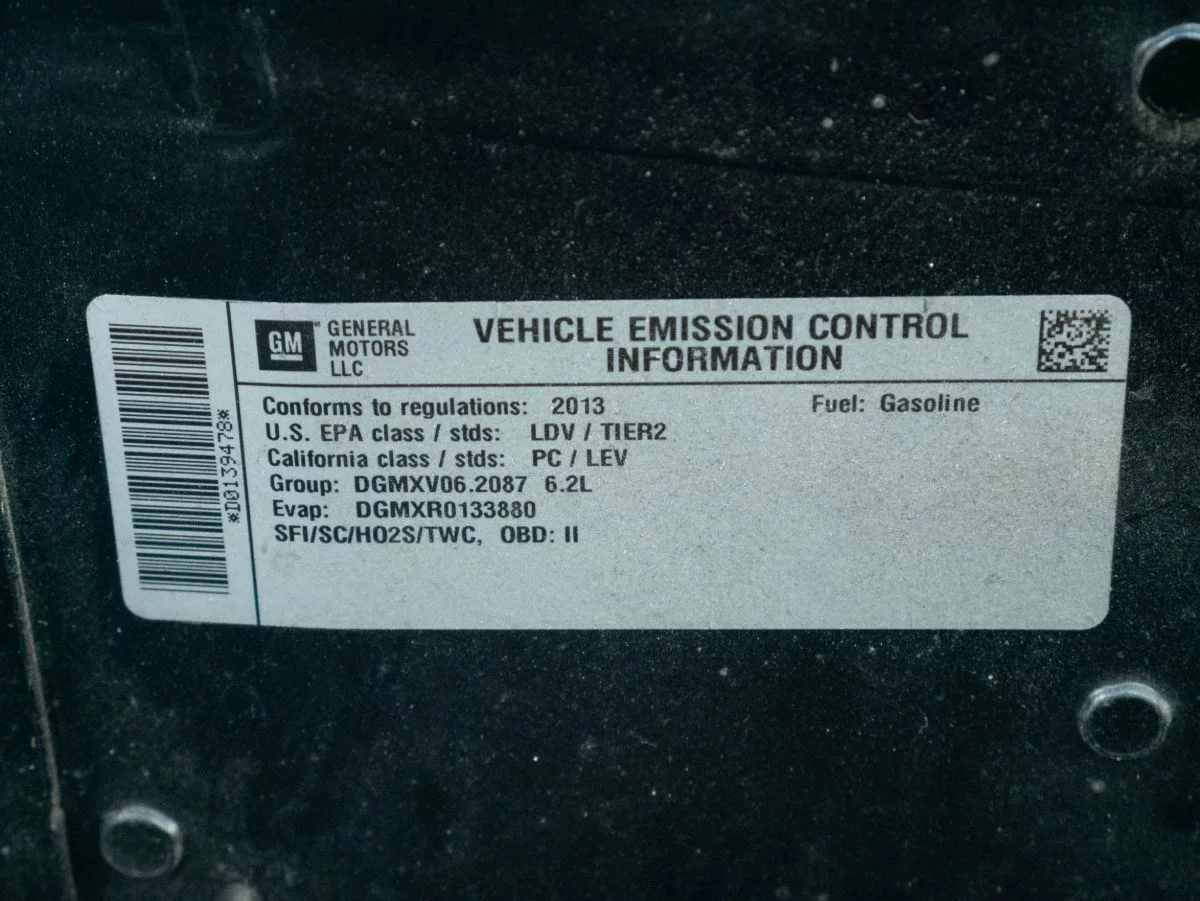 *D0139478*
GM
GENERAL
MOTORS
LLC
VEHICLE EMISSION CONTROL
INFORMATION
Conforms to regulations: 2013 Fuel: Gasoline
U.S. EPA class / stds: LDV / TIER2
California class / stds: PC / LEV
Group: DGMXV06.2087 6.2L
Evap: DGMXR0133880
SFI/SC/HO2S/TWC, OBD: II